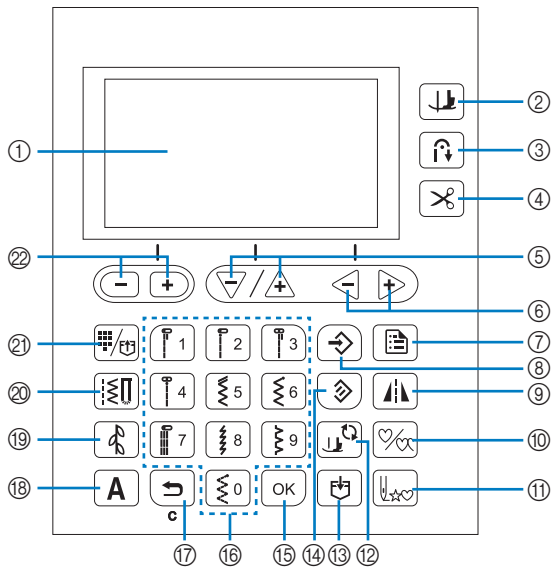 ②
①
③
④
㉒
− + − / + − +
⑤
⑥
㉑
/
1 2 3
⑦
⑧
⑳
4 5 6
⑨
⑲
7 8 9
⑩
⑱
A
0 OK
⑪
C
⑰ ⑯ ⑮ ⑭ ⑬ ⑫